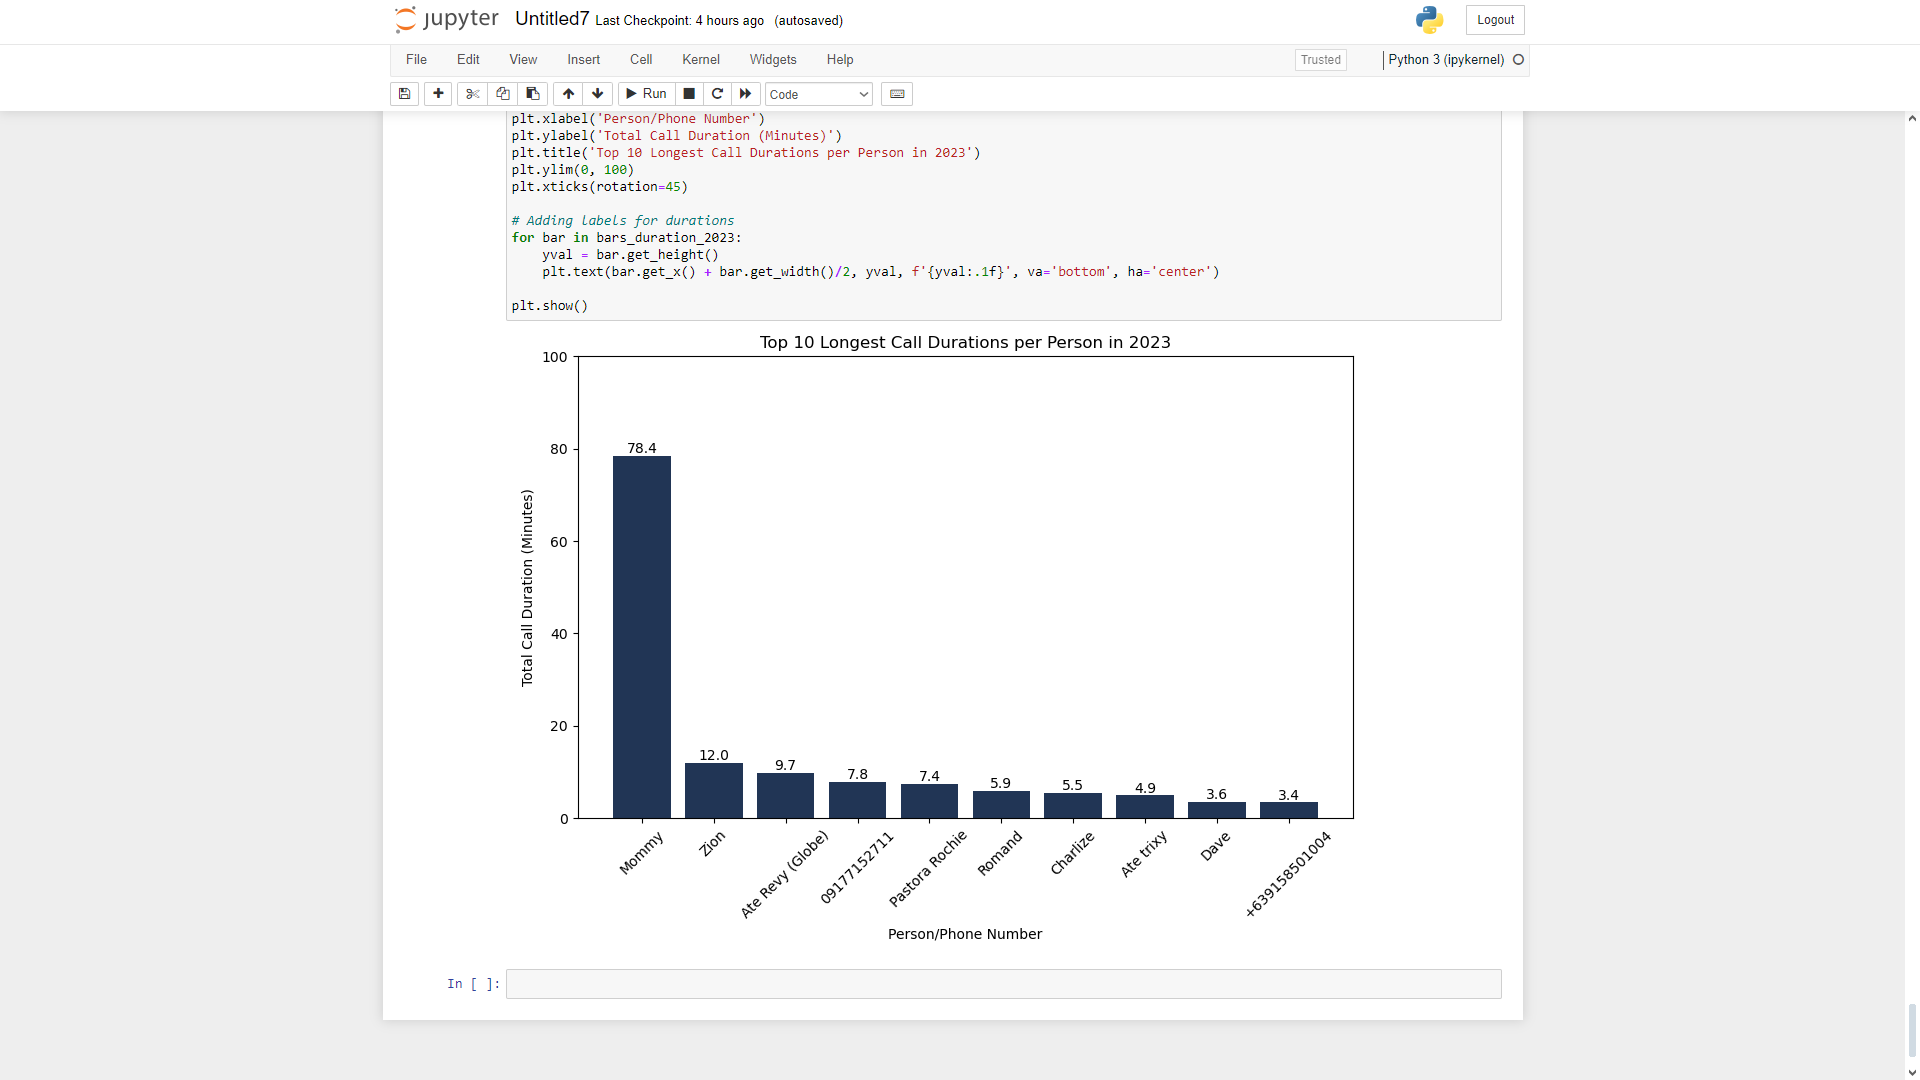 jupyter Untitled7 Last Checkpoint: 4 hours ago (autosaved) Logout
File Edit View Insert Cell Kernel Widgets Help Trusted Python 3 (ipykernel)
Run Code
plt.xlabel('Person/Phone Number')
plt.ylabel('Total Call Duration (Minutes)')
plt.title('Top 10 Longest Call Durations per Person in 2023')
plt.ylim(0, 100)
plt.xticks(rotation=45)
# Adding labels for durations
for bar in bars_duration_2023:
    yval = bar.get_height()
    plt.text(bar.get_x() + bar.get_width()/2, yval, f'{yval:.1f}', va='bottom', ha='center')
plt.show()
Top 10 Longest Call Durations per Person in 2023
Total Call Duration (Minutes)
100
80
60
40
20
0
78.4
12.0
9.7
7.8
7.4
5.9
5.5
4.9
3.6
3.4
Mommy
Zion
Ate Revy (Globe)
09177152711
Pastora Rochie
Romand
Charlize
Ate trixy
Dave
+639158501004
Person/Phone Number
In [ ]: